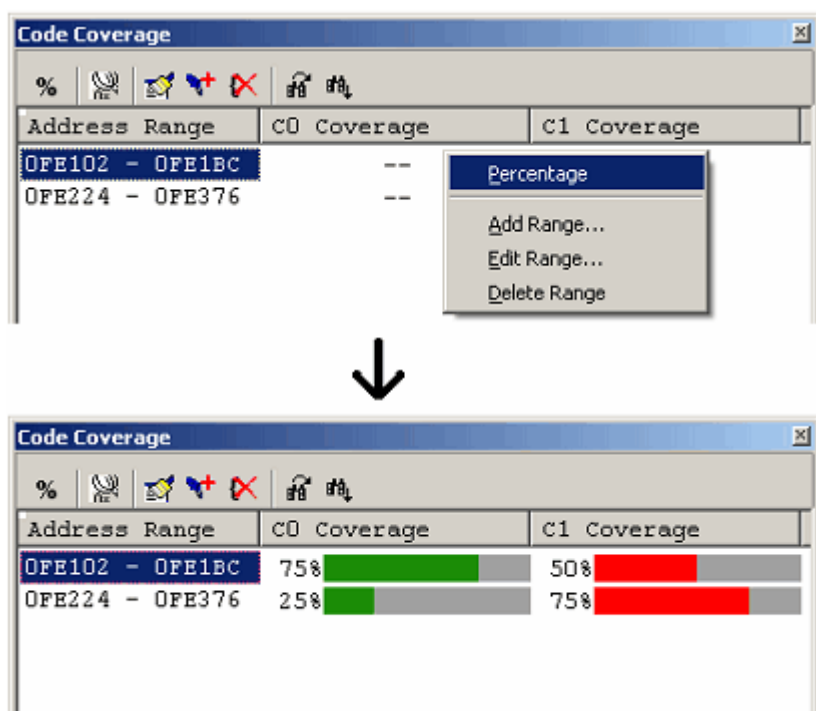 Code Coverage
%
Address Range C0 Coverage C1 Coverage
0FE102 - 0FE1BC --
0FE224 - 0FE376 --
Percentage
Add Range...
Edit Range...
Delete Range
Code Coverage
%
Address Range C0 Coverage C1 Coverage
0FE102 - 0FE1BC 75% 50%
0FE224 - 0FE376 25% 75%